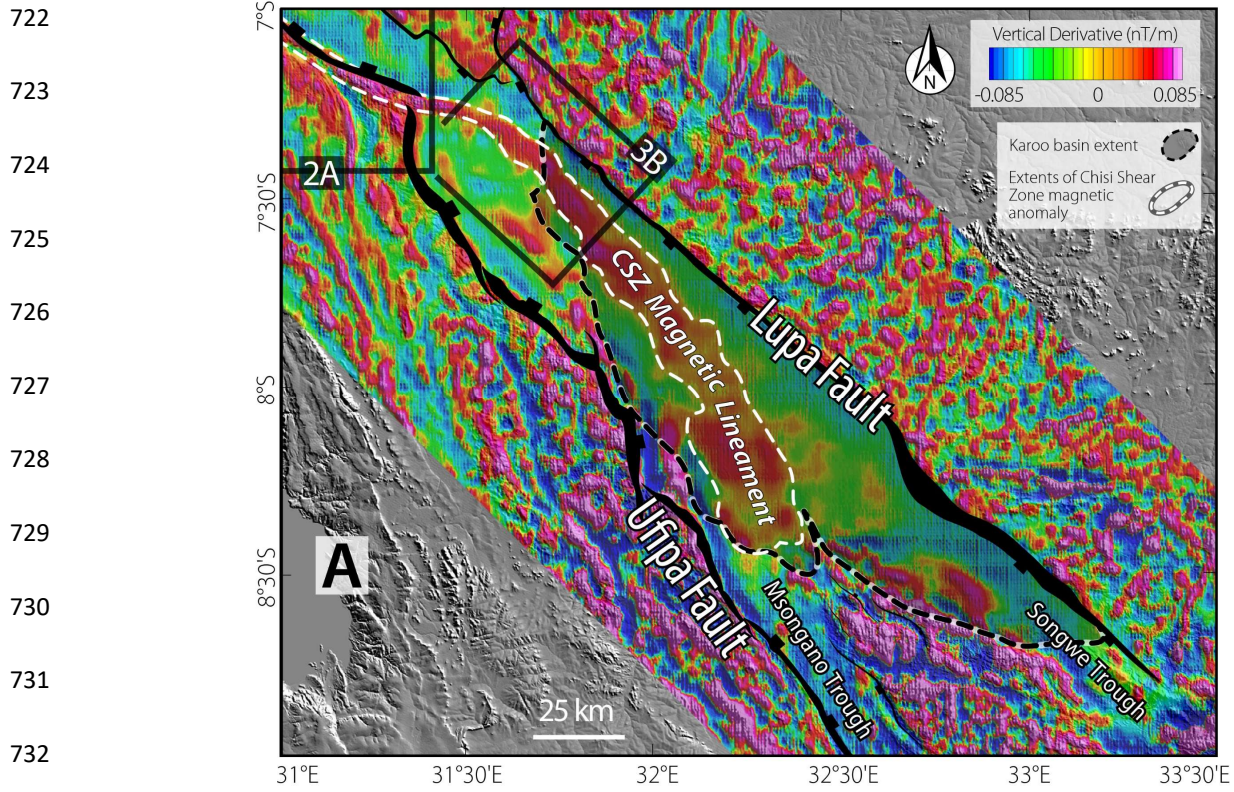 722
723
724
725
726
727
728
729
730
731
732
7°S
7°30'S
8°S
8°30'S
Vertical Derivative (nT/m)
-0.085 0 0.085
N
Karoo basin extent
Extents of Chisi Shear
Zone magnetic
anomaly
2A
3B
CSZ Magnetic Lineament
Lupa Fault
Ufipa Fault
A
Msongano Trough
Songwe Trough
25 km
31°E 31°30'E 32°E 32°30'E 33°E 33°30'E